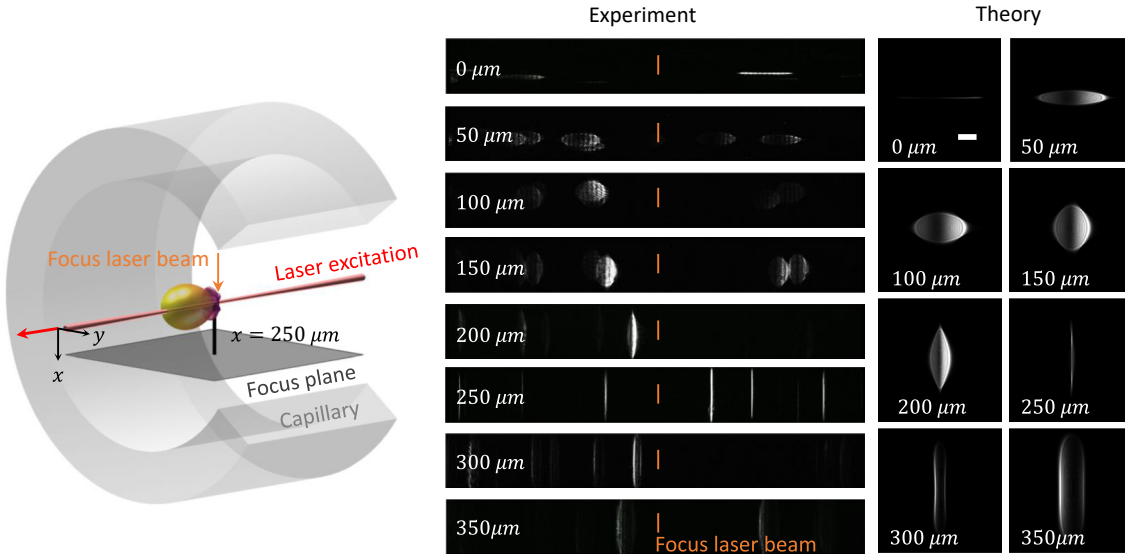 Experiment
Theory
Focus laser beam
Laser excitation
y
x = 250 μm
x
Focus plane
Capillary
0 μm
50 μm
100 μm
150 μm
200 μm
250 μm
300 μm
350μm
Focus laser beam
0 μm
50 μm
100 μm
150 μm
200 μm
250 μm
300 μm
350μm